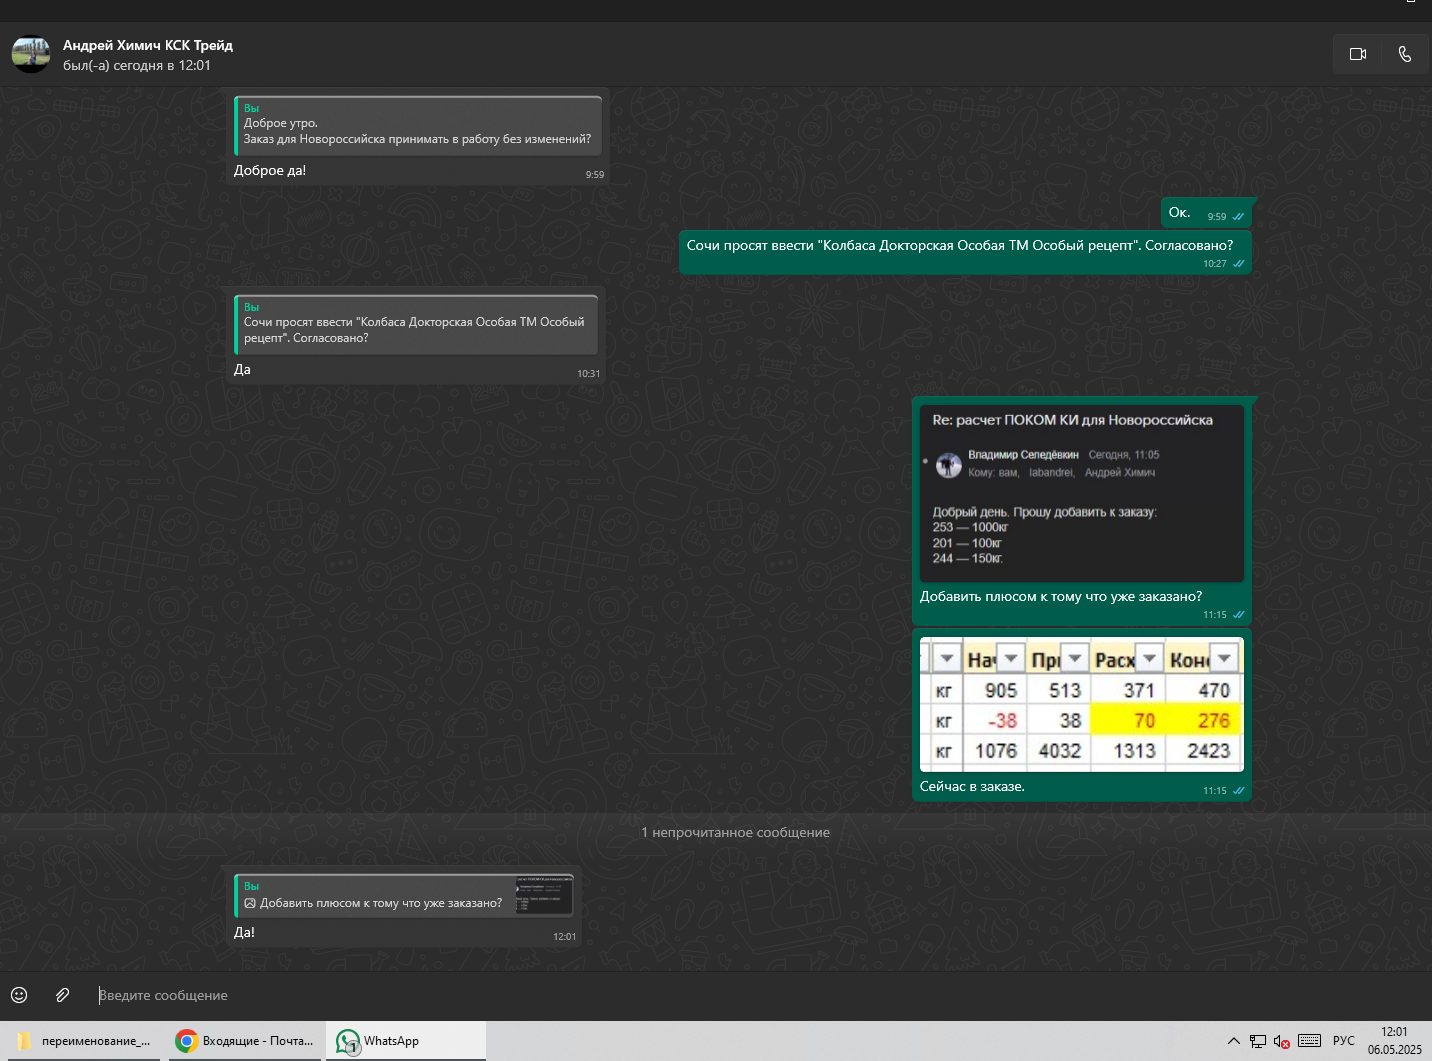 Андрей Химич КСК Трейд
был(-а) сегодня в 12:01
Вы
Доброе утро.
Заказ для Новороссийска принимать в работу без изменений?
Доброе да!
9:59
Ок.
9:59
Сочи просят ввести "Колбаса Докторская Особая ТМ Особый рецепт". Согласовано?
10:27
Вы
Сочи просят ввести "Колбаса Докторская Особая ТМ Особый
рецепт". Согласовано?
Да
10:31
Re: расчет ПОКОМ КИ для Новороссийска
Владимир Селедёвкин Сегодня, 11:05
Кому: вам, labandrei, Андрей Химич
Добрый день. Прошу добавить к заказу:
253 — 1000кг
201 — 100кг
244 — 150кг.
Добавить плюсом к тому что уже заказано?
11:15
Нач При Расх Коне
кг 905 513 371 470
кг -38 38 70 276
кг 1076 4032 1313 2423
Сейчас в заказе.
11:15
1 непрочитанное сообщение
Вы
Добавить плюсом к тому что уже заказано?
Да!
12:01
Введите сообщение
переименование_... Входящие - Почта... 1 WhatsApp РУС 12:01
06.05.2025